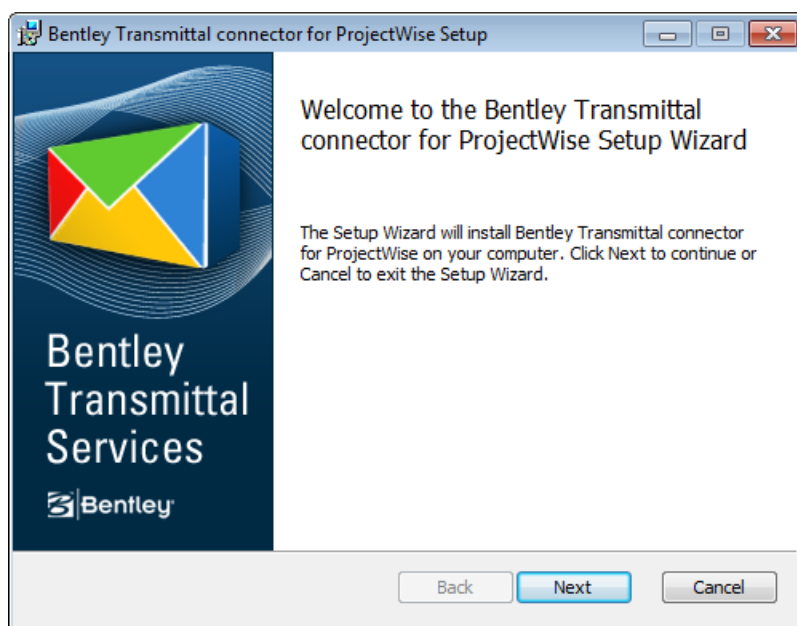 Bentley Transmittal connector for ProjectWise Setup
Welcome to the Bentley Transmittal
connector for ProjectWise Setup Wizard
The Setup Wizard will install Bentley Transmittal connector
for ProjectWise on your computer. Click Next to continue or
Cancel to exit the Setup Wizard.
Bentley
Transmittal
Services
Bentley
Back
Next
Cancel